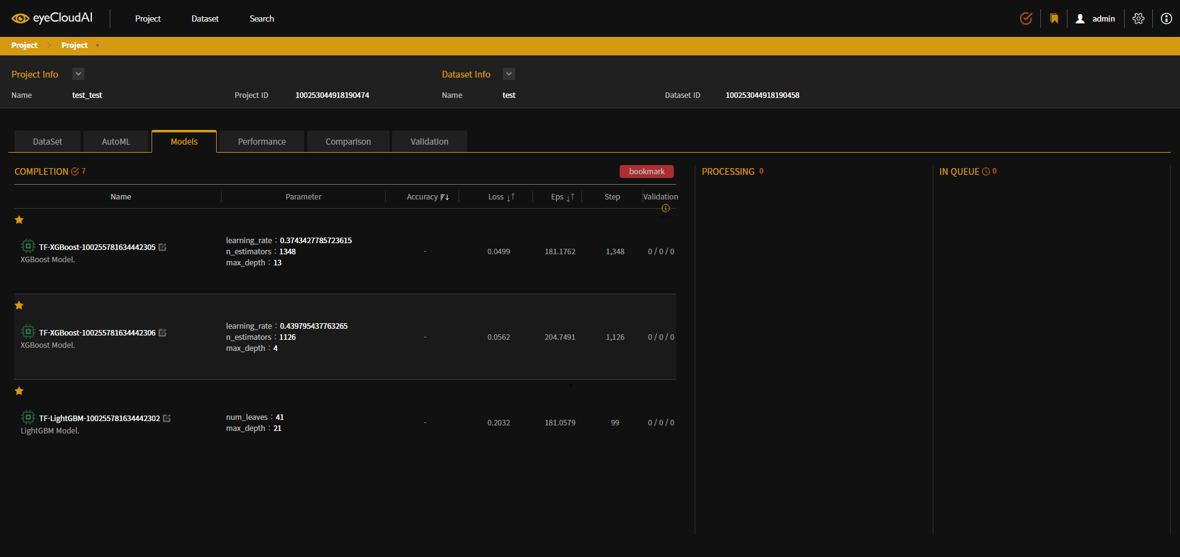 eyeCloudAI Project Dataset Search admin
Project > Project
Project Info Dataset Info
Name test_test Project ID 100253044918190474 Name test Dataset ID 100253044918190458
DataSet AutoML Models Performance Comparison Validation
COMPLETION 7 bookmark PROCESSING 0 IN QUEUE 0
Name Parameter Accuracy Loss ↓↑ Eps ↓↑ Step Validation
TF-XGBoost-100255781634442305
XGBoost Model.
learning_rate : 0.3743427785723615
n_estimators : 1348
max_depth : 13
- 0.0499 181.1762 1,348 0 / 0 / 0
TF-XGBoost-100255781634442306
XGBoost Model.
learning_rate : 0.439795437763265
n_estimators : 1126
max_depth : 4
- 0.0562 204.7491 1,126 0 / 0 / 0
TF-LightGBM-100255781634442302
LightGBM Model.
num_leaves : 41
max_depth : 21
- 0.2032 181.0579 99 0 / 0 / 0